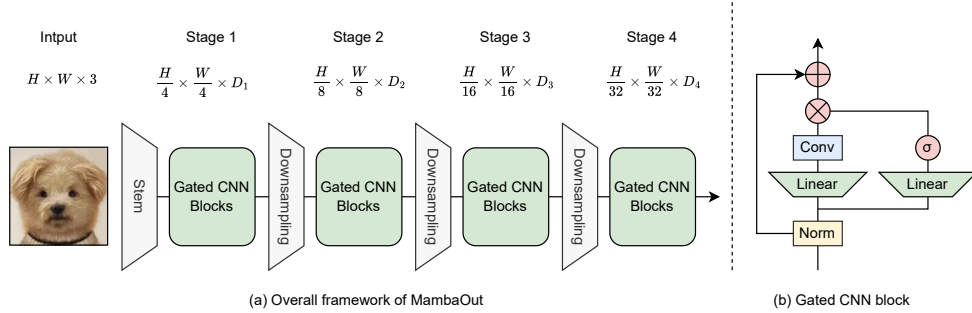 Intput
Stage 1
Stage 2
Stage 3
Stage 4
H × W × 3
H/4 × W/4 × D₁
H/8 × W/8 × D₂
H/16 × W/16 × D₃
H/32 × W/32 × D₄
Stem
Gated CNN
Blocks
Downsampling
Gated CNN
Blocks
Downsampling
Gated CNN
Blocks
Downsampling
Gated CNN
Blocks
(a) Overall framework of MambaOut
σ
Conv
Linear
Linear
Norm
(b) Gated CNN block